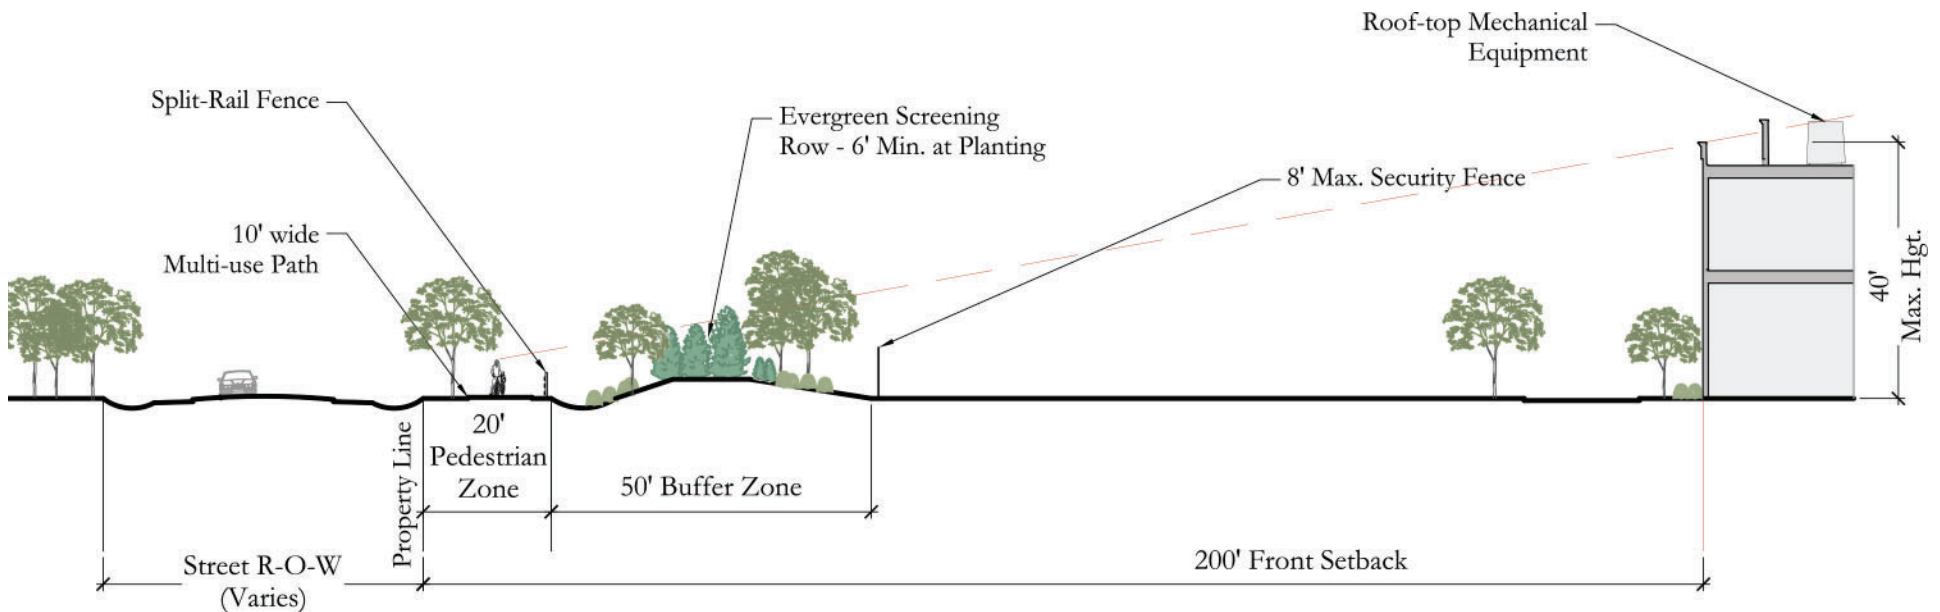 Roof-top Mechanical
Equipment
Split-Rail Fence
Evergreen Screening
Row - 6' Min. at Planting
8' Max. Security Fence
10' wide
Multi-use Path
40'
Max. Hgt.
Property Line
20'
Pedestrian
Zone
50' Buffer Zone
Street R-O-W
(Varies)
200' Front Setback